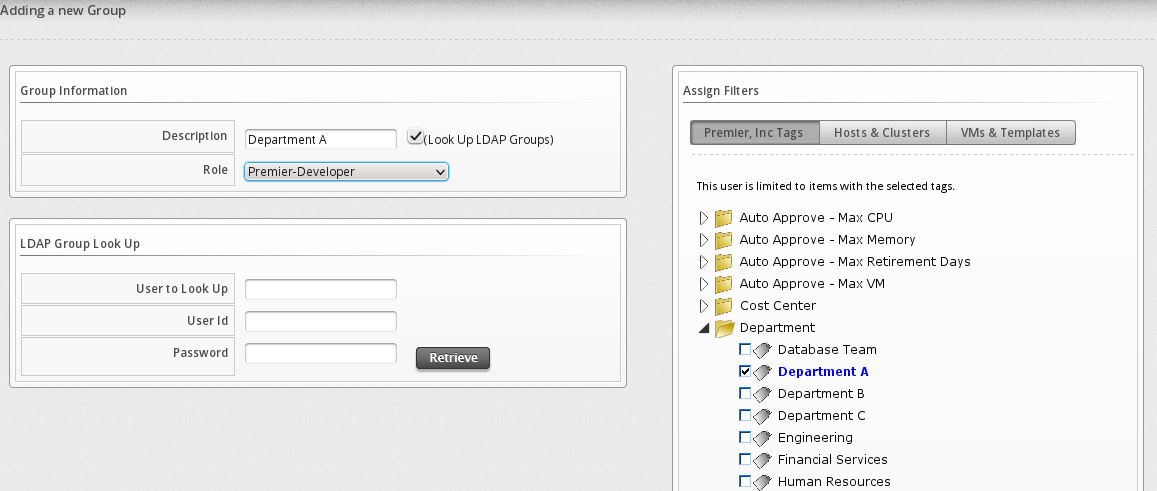 Adding a new Group
Group Information
Description Department A (Look Up LDAP Groups)
Role Premier-Developer
LDAP Group Look Up
User to Look Up
User Id
Password Retrieve
Assign Filters
Premier, Inc Tags Hosts & Clusters VMs & Templates
This user is limited to items with the selected tags.
Auto Approve - Max CPU
Auto Approve - Max Memory
Auto Approve - Max Retirement Days
Auto Approve - Max VM
Cost Center
Department
Database Team
Department A
Department B
Department C
Engineering
Financial Services
Human Resources